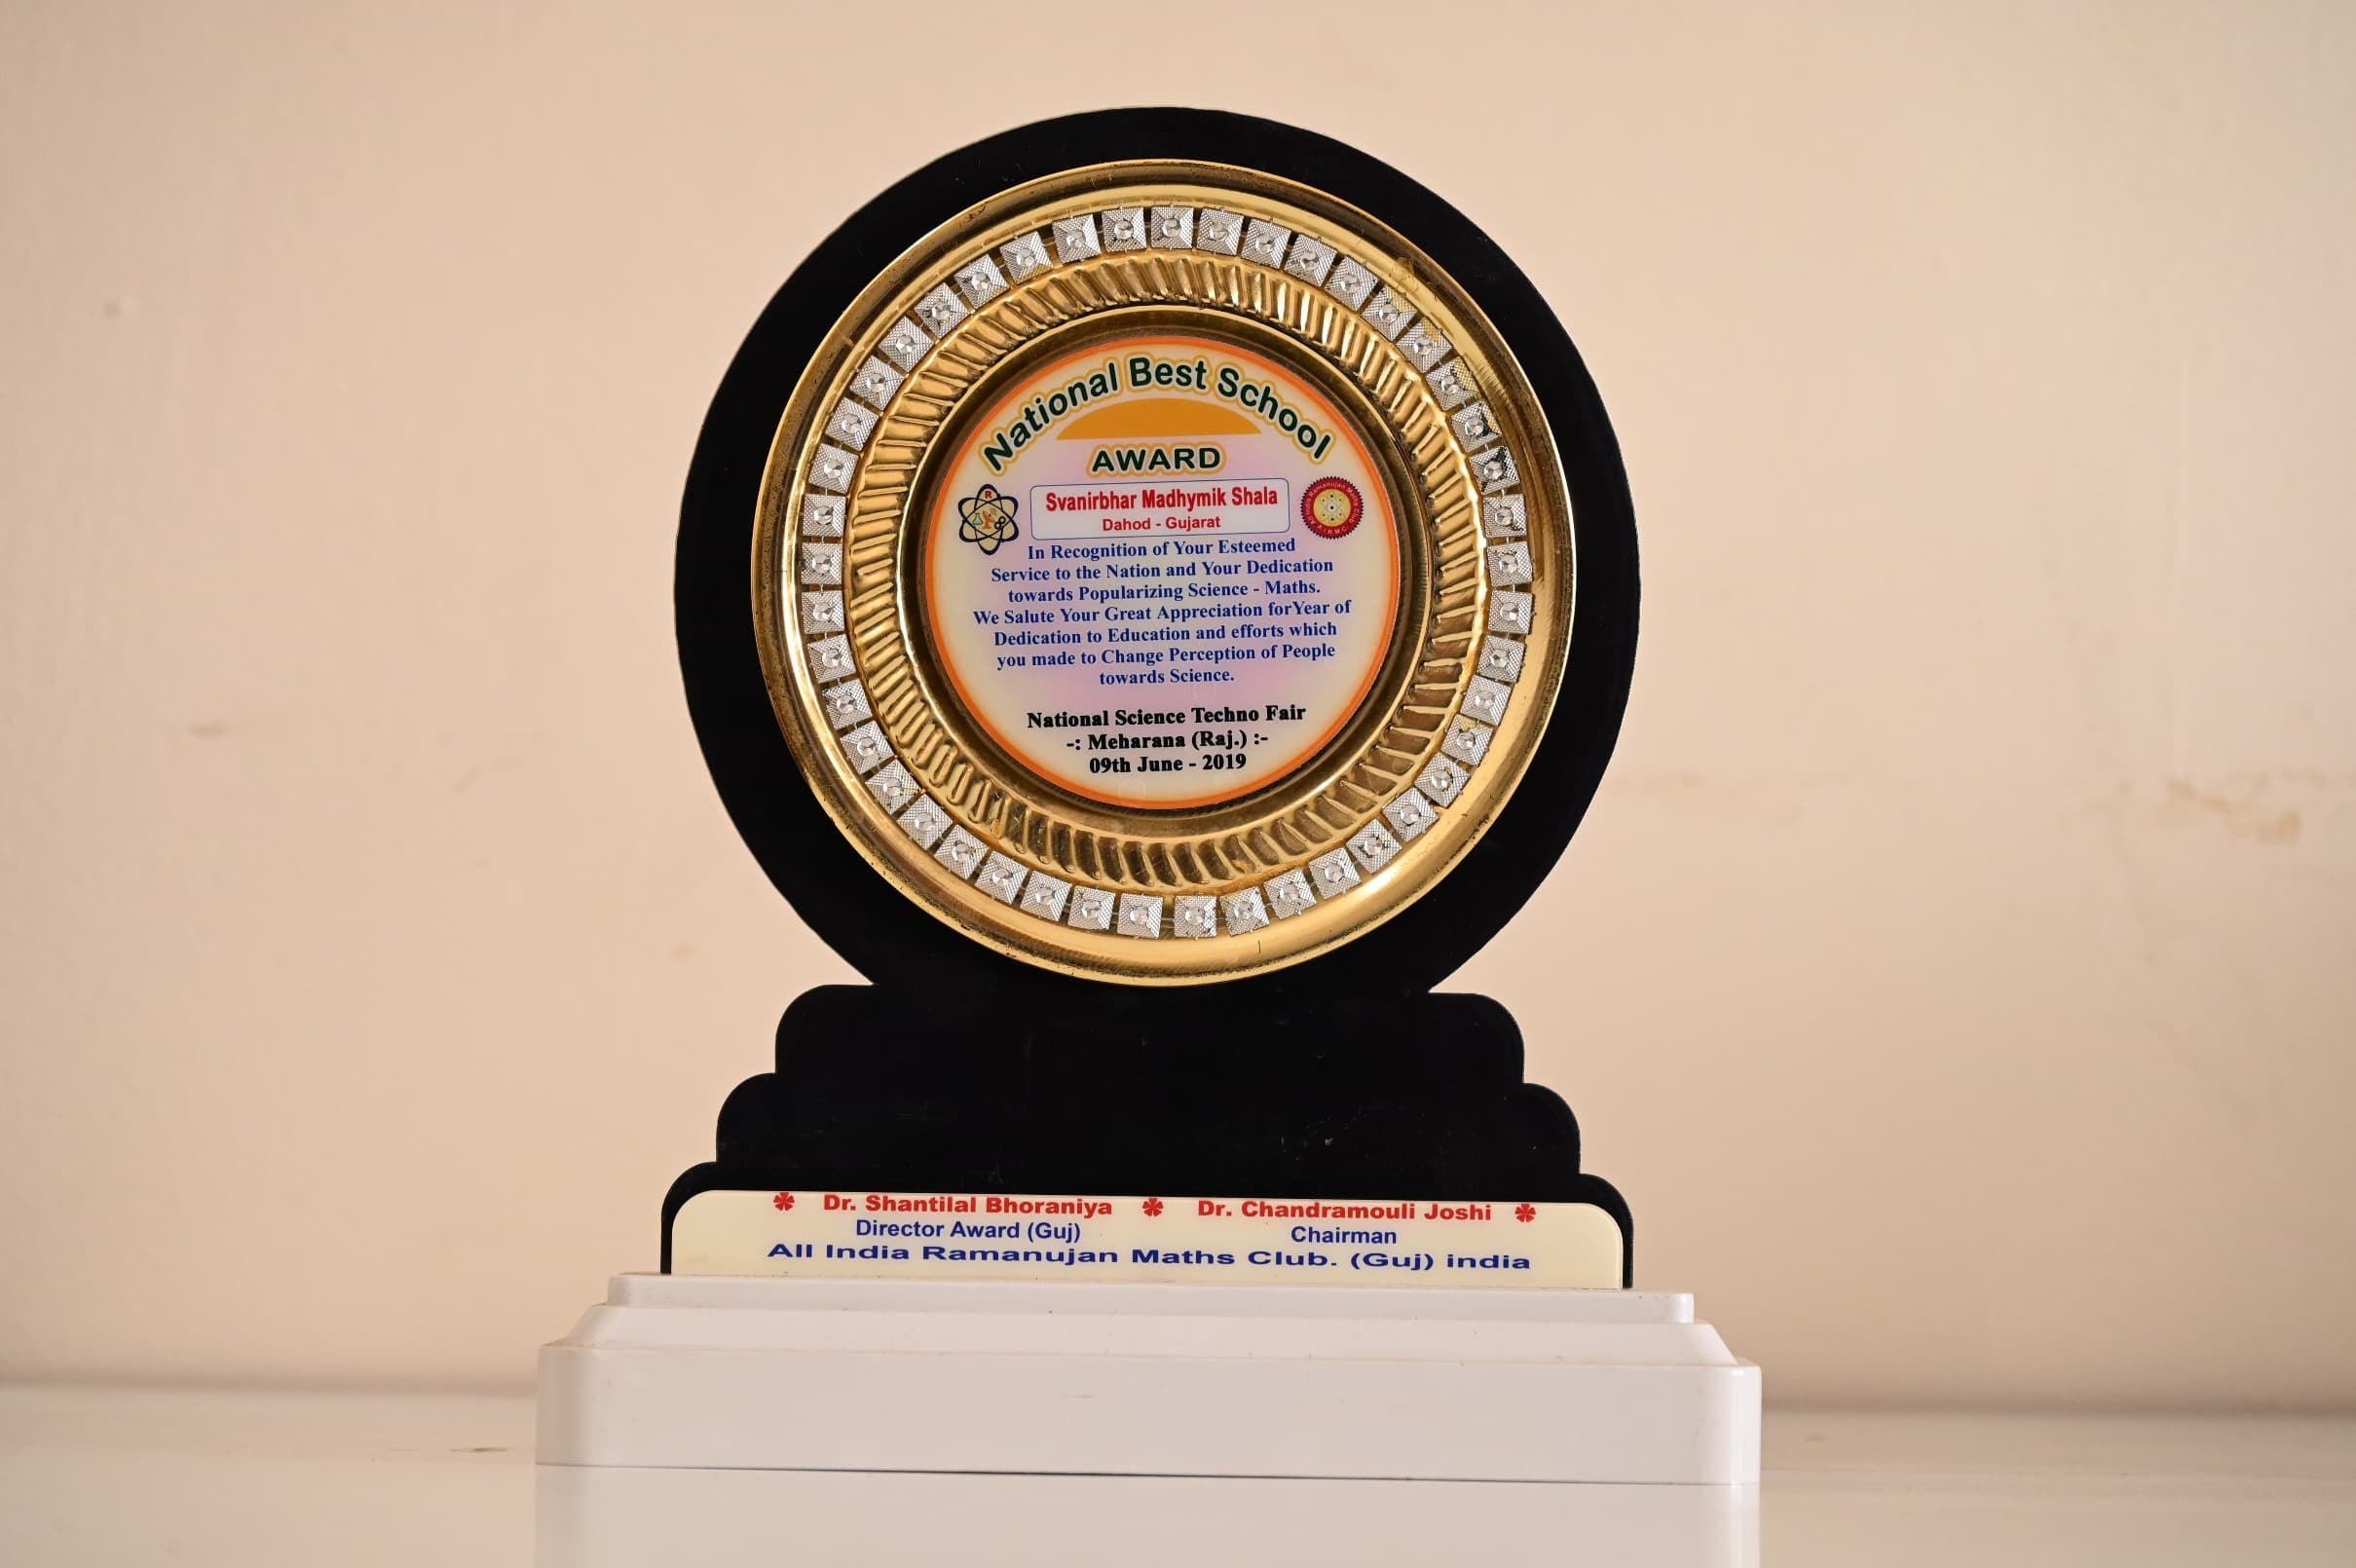 National Best School
AWARD
Svanirbhar Madhymik Shala
Dahod - Gujarat
R
In Recognition of Your Esteemed
Service to the Nation and Your Dedication
towards Popularizing Science - Maths.
We Salute Your Great Appreciation forYear of
Dedication to Education and efforts which
you made to Change Perception of People
towards Science.
National Science Techno Fair
-: Meharana (Raj.) :-
09th June - 2019
Dr. Shantilal Bhoraniya
Director Award (Guj)
Dr. Chandramouli Joshi
Chairman
All India Ramanujan Maths Club. (Guj) india